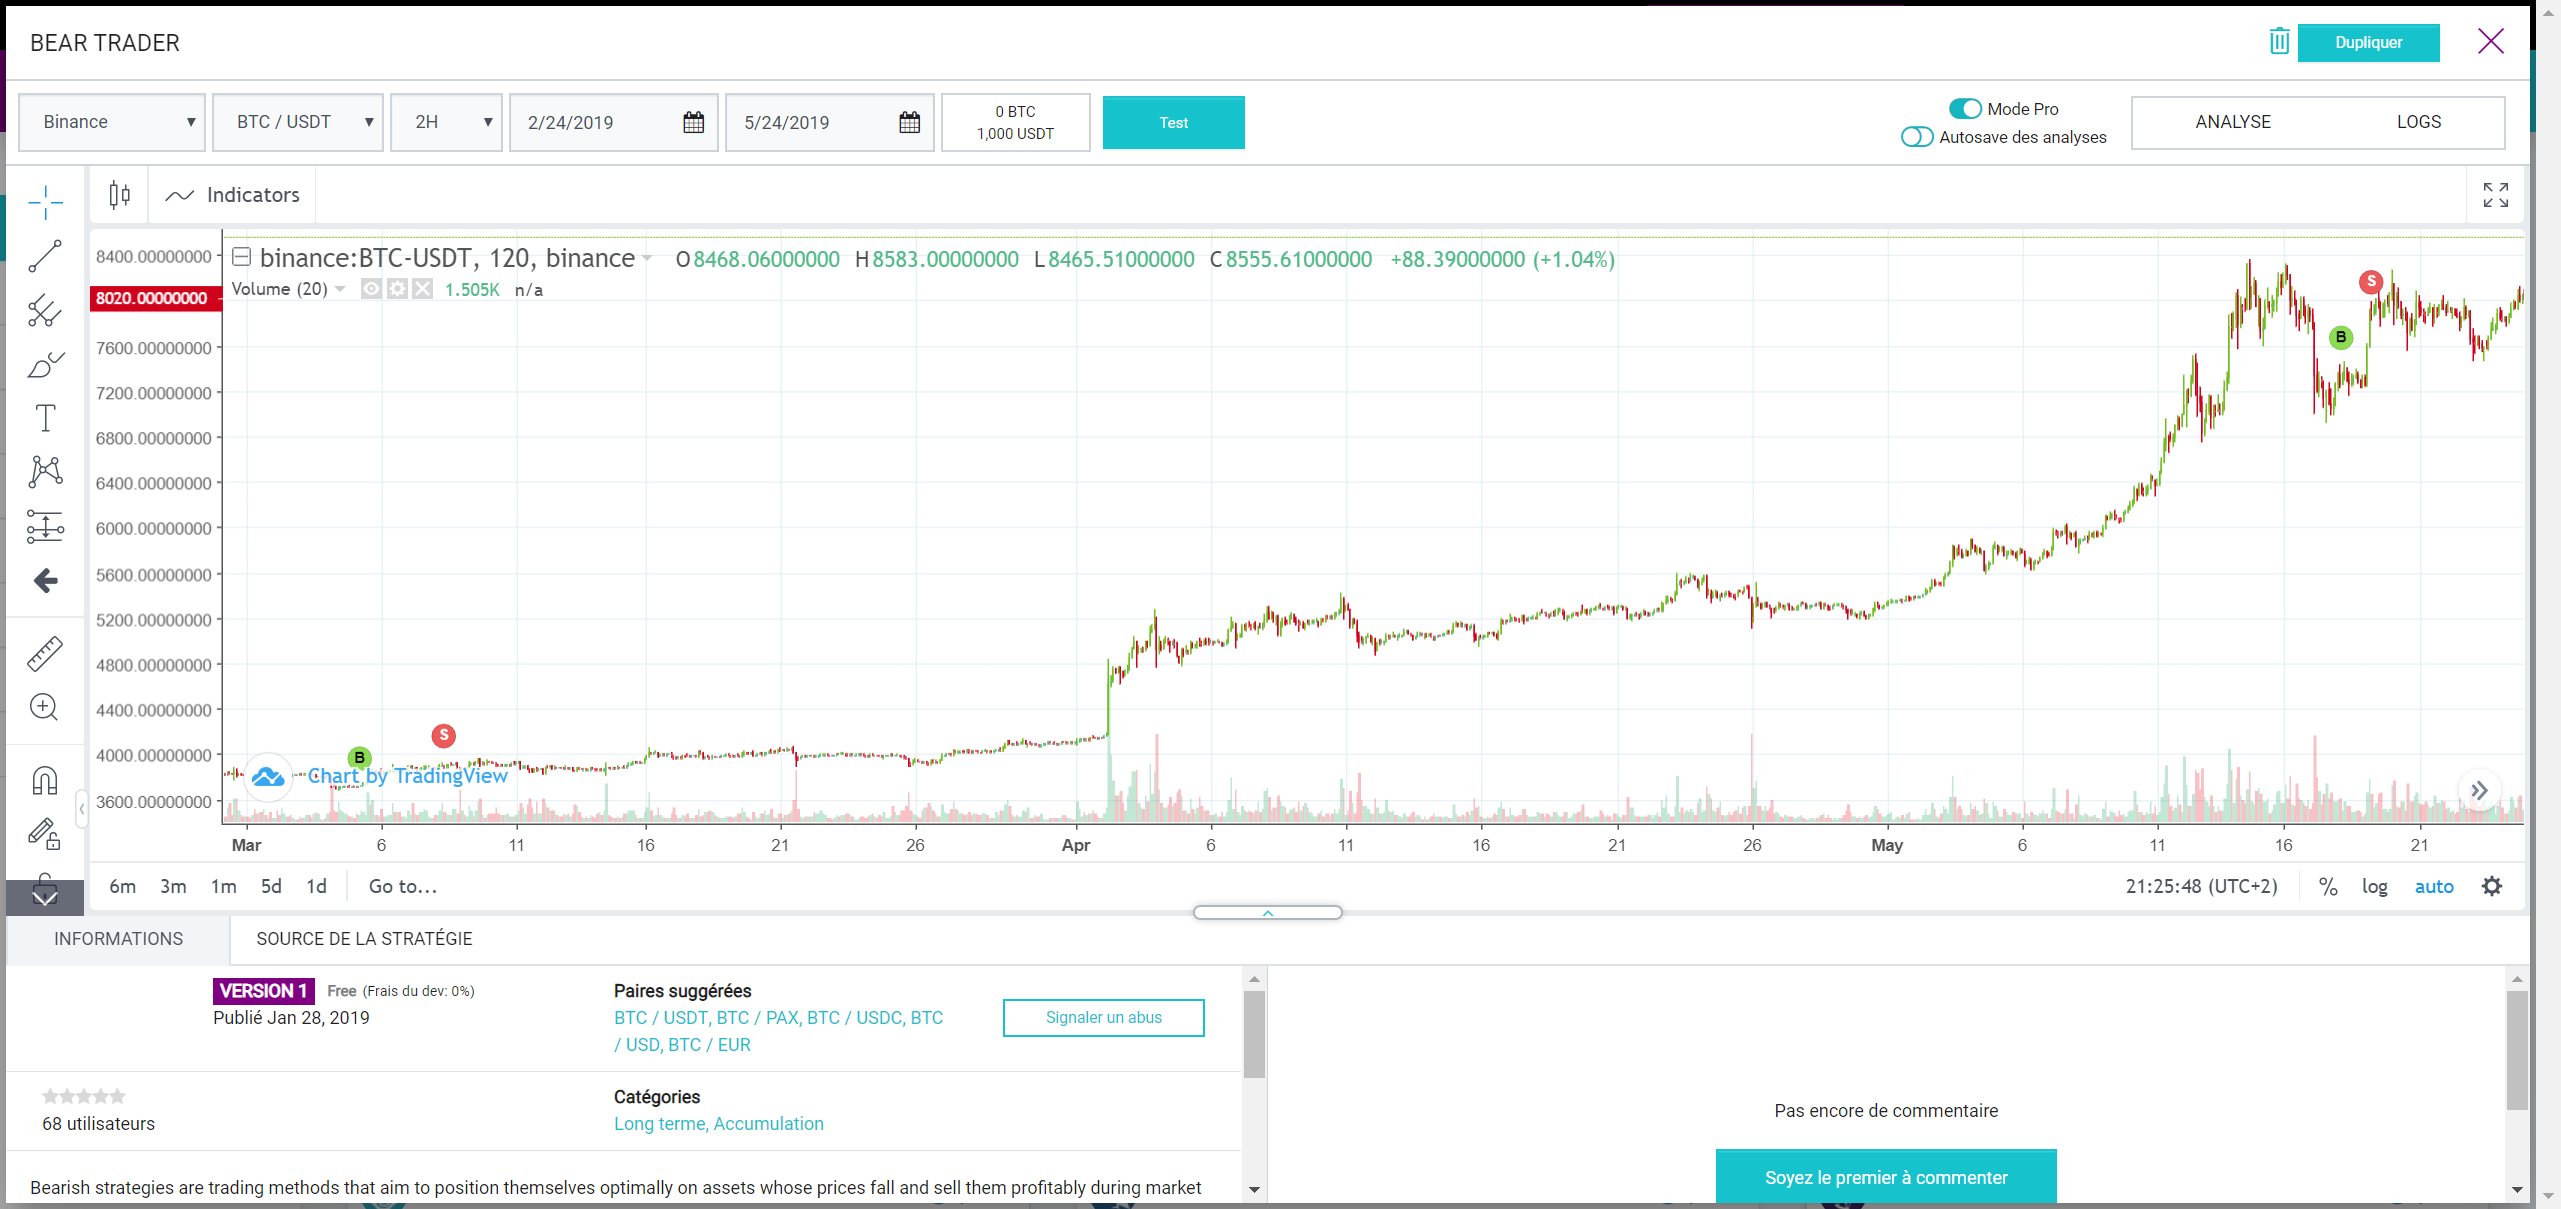 BEAR TRADER
Dupliquer
Binance
BTC / USDT
2H
2/24/2019
5/24/2019
0 BTC
1,000 USDT
Test
Mode Pro
Autosave des analyses
ANALYSE
LOGS
Indicators
binance:BTC-USDT, 120, binance O8468.06000000 H8583.00000000 L8465.51000000 C8555.61000000 +88.39000000 (+1.04%)
Volume (20) 1.505K n/a
8400.00000000
8020.00000000
7600.00000000
7200.00000000
6800.00000000
6400.00000000
6000.00000000
5600.00000000
5200.00000000
4800.00000000
4400.00000000
4000.00000000
3600.00000000
B
S
B
S
Chart by TradingView
Mar 6 11 16 21 26 Apr 6 11 16 21 26 May 6 11 16 21
6m 3m 1m 5d 1d Go to...
21:25:48 (UTC+2) % log auto
INFORMATIONS
SOURCE DE LA STRATÉGIE
VERSION 1 Free (Frais du dev: 0%)
Publié Jan 28, 2019
Paires suggérées
BTC / USDT, BTC / PAX, BTC / USDC, BTC
/ USD, BTC / EUR
Signaler un abus
68 utilisateurs
Catégories
Long terme, Accumulation
Bearish strategies are trading methods that aim to position themselves optimally on assets whose prices fall and sell them profitably during market
Pas encore de commentaire
Soyez le premier à commenter